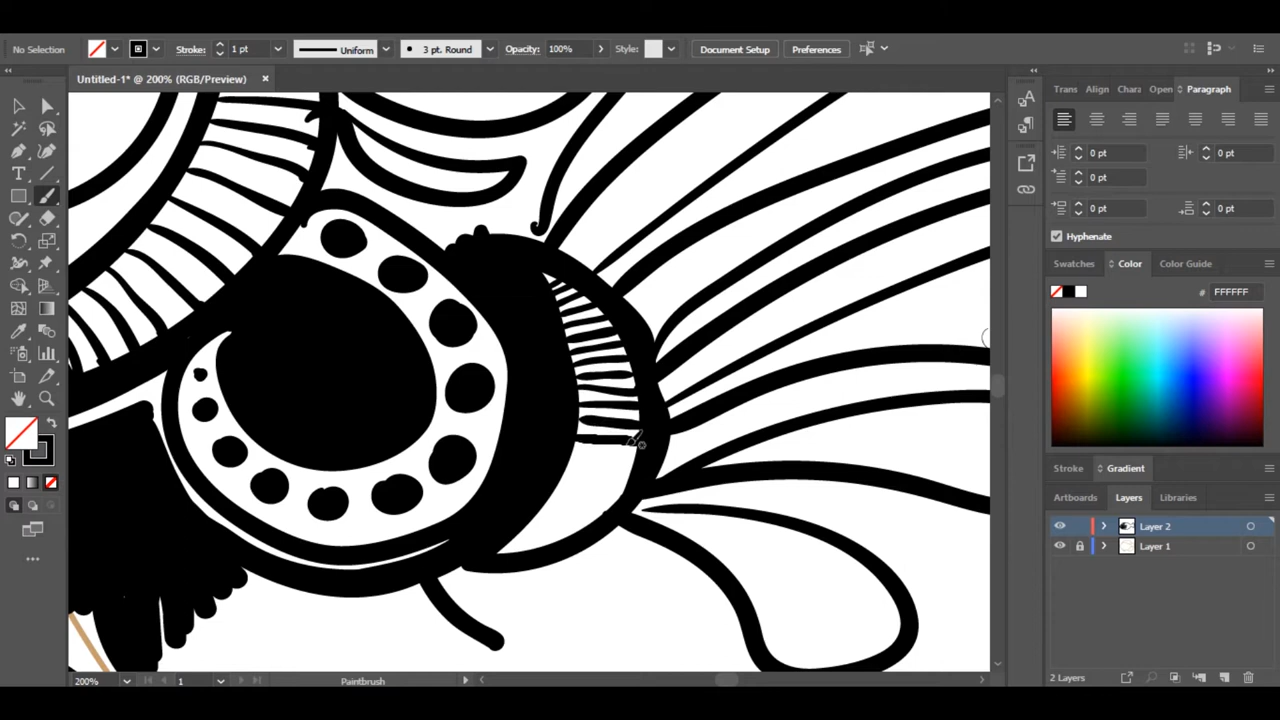 No Selection Stroke: 1 pt Uniform 3 pt. Round Opacity: 100% Style: Document Setup Preferences
Untitled-1* @ 200% (RGB/Preview)
Trans Align Chara Open Paragraph
0 pt 0 pt
0 pt
0 pt 0 pt
Hyphenate
Swatches Color Color Guide
FFFFFF
Stroke Gradient
Artboards Layers Libraries
Layer 2
Layer 1
200% 1 Paintbrush 2 Layers